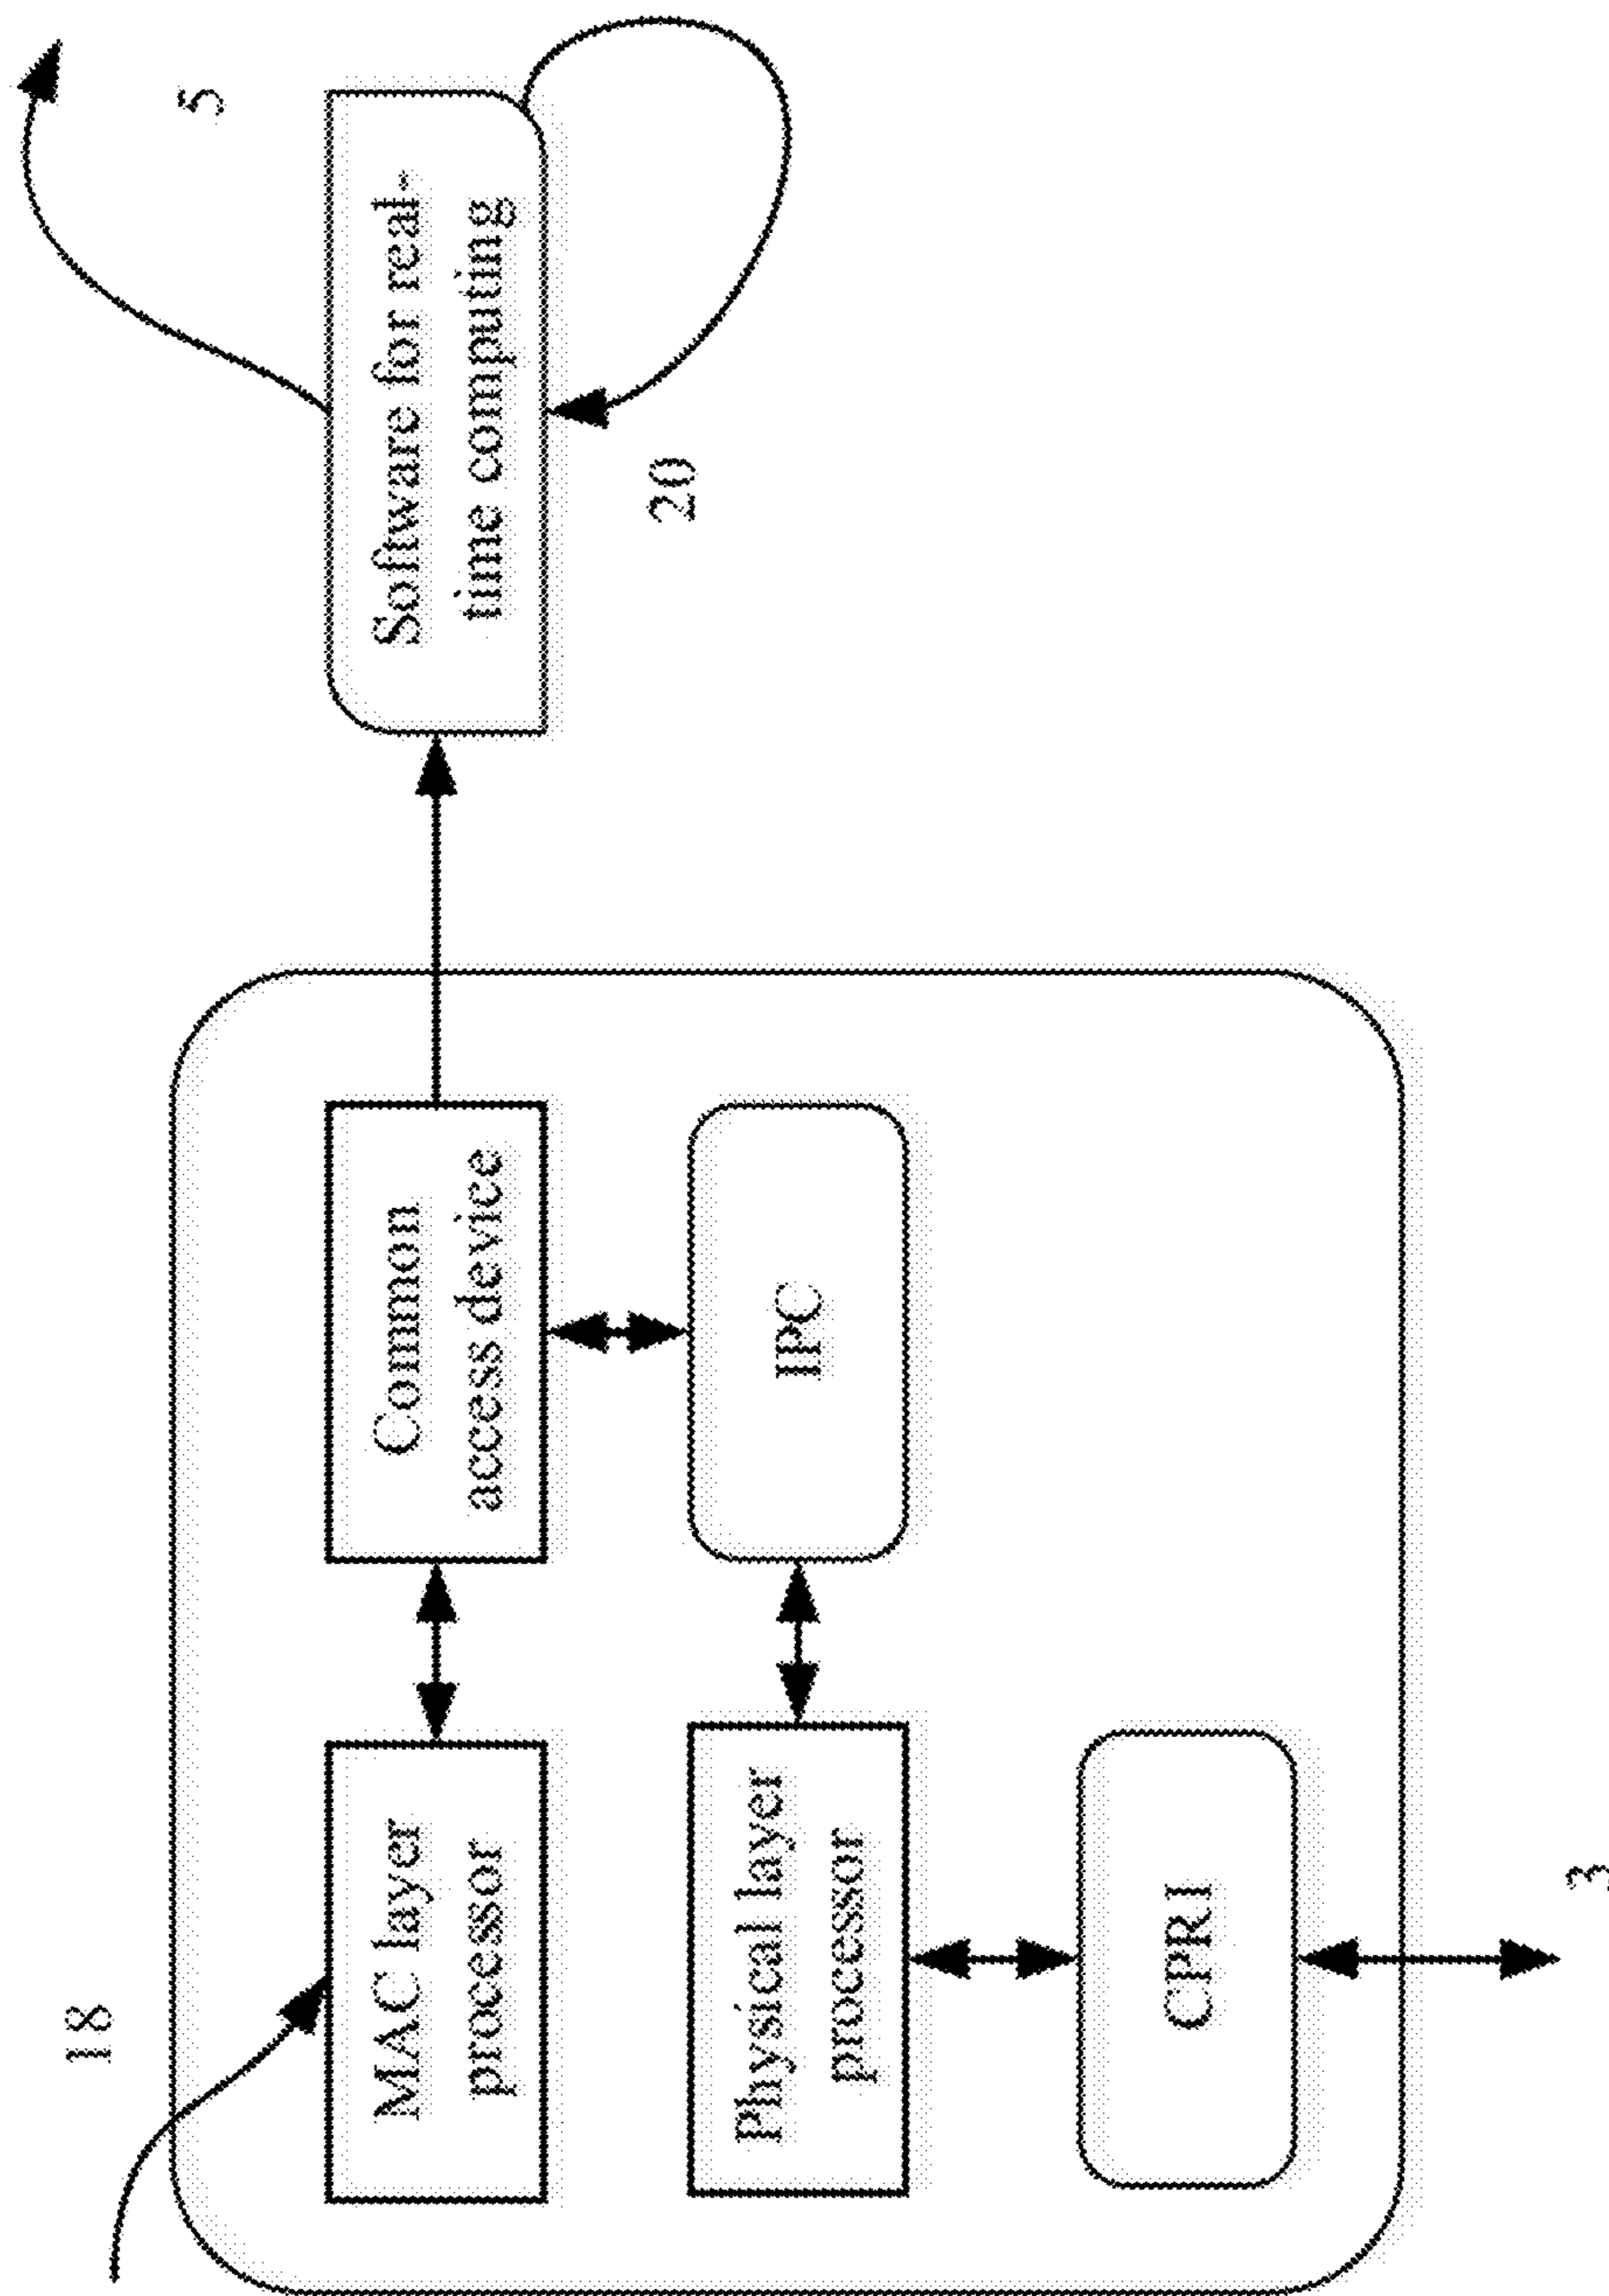 18
MAC layer
processor
Common
access device
Software for real-
time computing
5
20
Physical layer
processor
IPC
CPRI
3